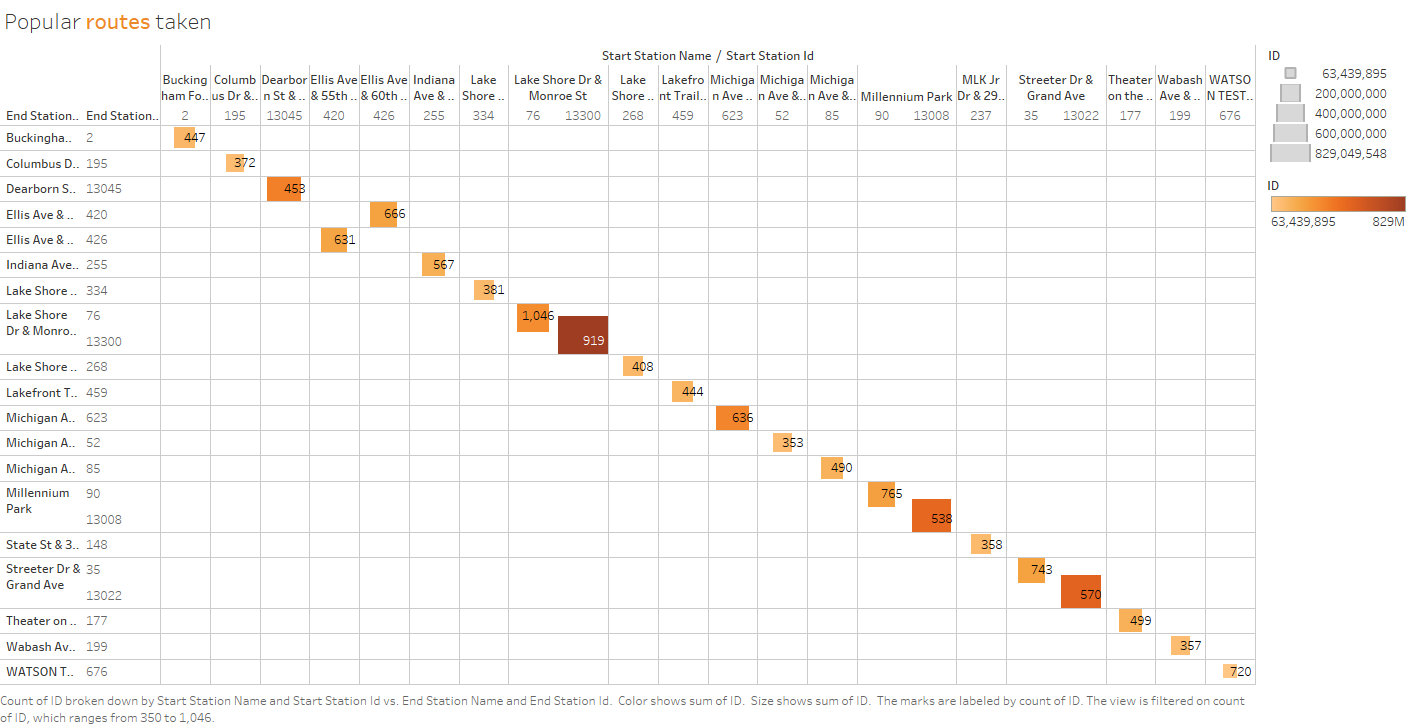 Popular routes taken
Start Station Name / Start Station Id
Bucking
ham Fo..
Columb
us Dr &..
Dearbor
n St & ..
Ellis Ave
& 55th ..
Ellis Ave
& 60th ..
Indiana
Ave & ..
Lake
Shore ..
Lake Shore Dr &
Monroe St
Lake
Shore ..
Lakefro
nt Trail..
Michiga
n Ave ..
Michiga
n Ave &..
Michiga
n Ave &..
Millennium Park
MLK Jr
Dr & 29..
Streeter Dr &
Grand Ave
Theater
on the ..
Wabash
Ave & ..
WATSO
N TEST..
End Station.. End Station.. 2 195 13045 420 426 255 334 76 13300 268 459 623 52 85 90 13008 237 35 13022 177 199 676
Buckingha.. 2 447
Columbus D.. 195 372
Dearborn S.. 13045 453
Ellis Ave & .. 420 666
Ellis Ave & .. 426 631
Indiana Ave.. 255 567
Lake Shore .. 334 381
Lake Shore
Dr & Monro..
76 1,046
13300 919
Lake Shore .. 268 408
Lakefront T.. 459 444
Michigan A.. 623 636
Michigan A.. 52 353
Michigan A.. 85 490
Millennium
Park
90 765
13008 538
State St & 3.. 148 358
Streeter Dr &
Grand Ave
35 743
13022 570
Theater on .. 177 499
Wabash Av.. 199 357
WATSON T.. 676 720
ID
63,439,895
200,000,000
400,000,000
600,000,000
829,049,548
ID
63,439,895 829M
Count of ID broken down by Start Station Name and Start Station Id vs. End Station Name and End Station Id. Color shows sum of ID. Size shows sum of ID. The marks are labeled by count of ID. The view is filtered on count
of ID, which ranges from 350 to 1,046.